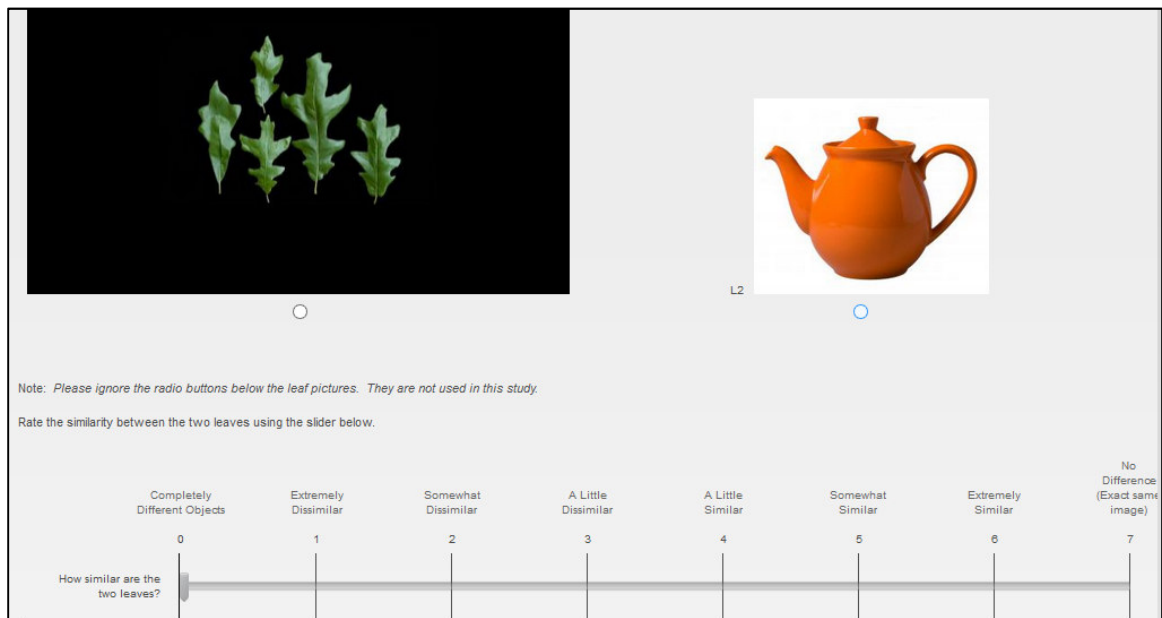 L2
Note: Please ignore the radio buttons below the leaf pictures. They are not used in this study.
Rate the similarity between the two leaves using the slider below.
Completely
Different Objects
Extremely
Dissimilar
Somewhat
Dissimilar
A Little
Dissimilar
A Little
Similar
Somewhat
Similar
Extremely
Similar
No
Difference
(Exact same
image)
0 1 2 3 4 5 6 7
How similar are the
two leaves?